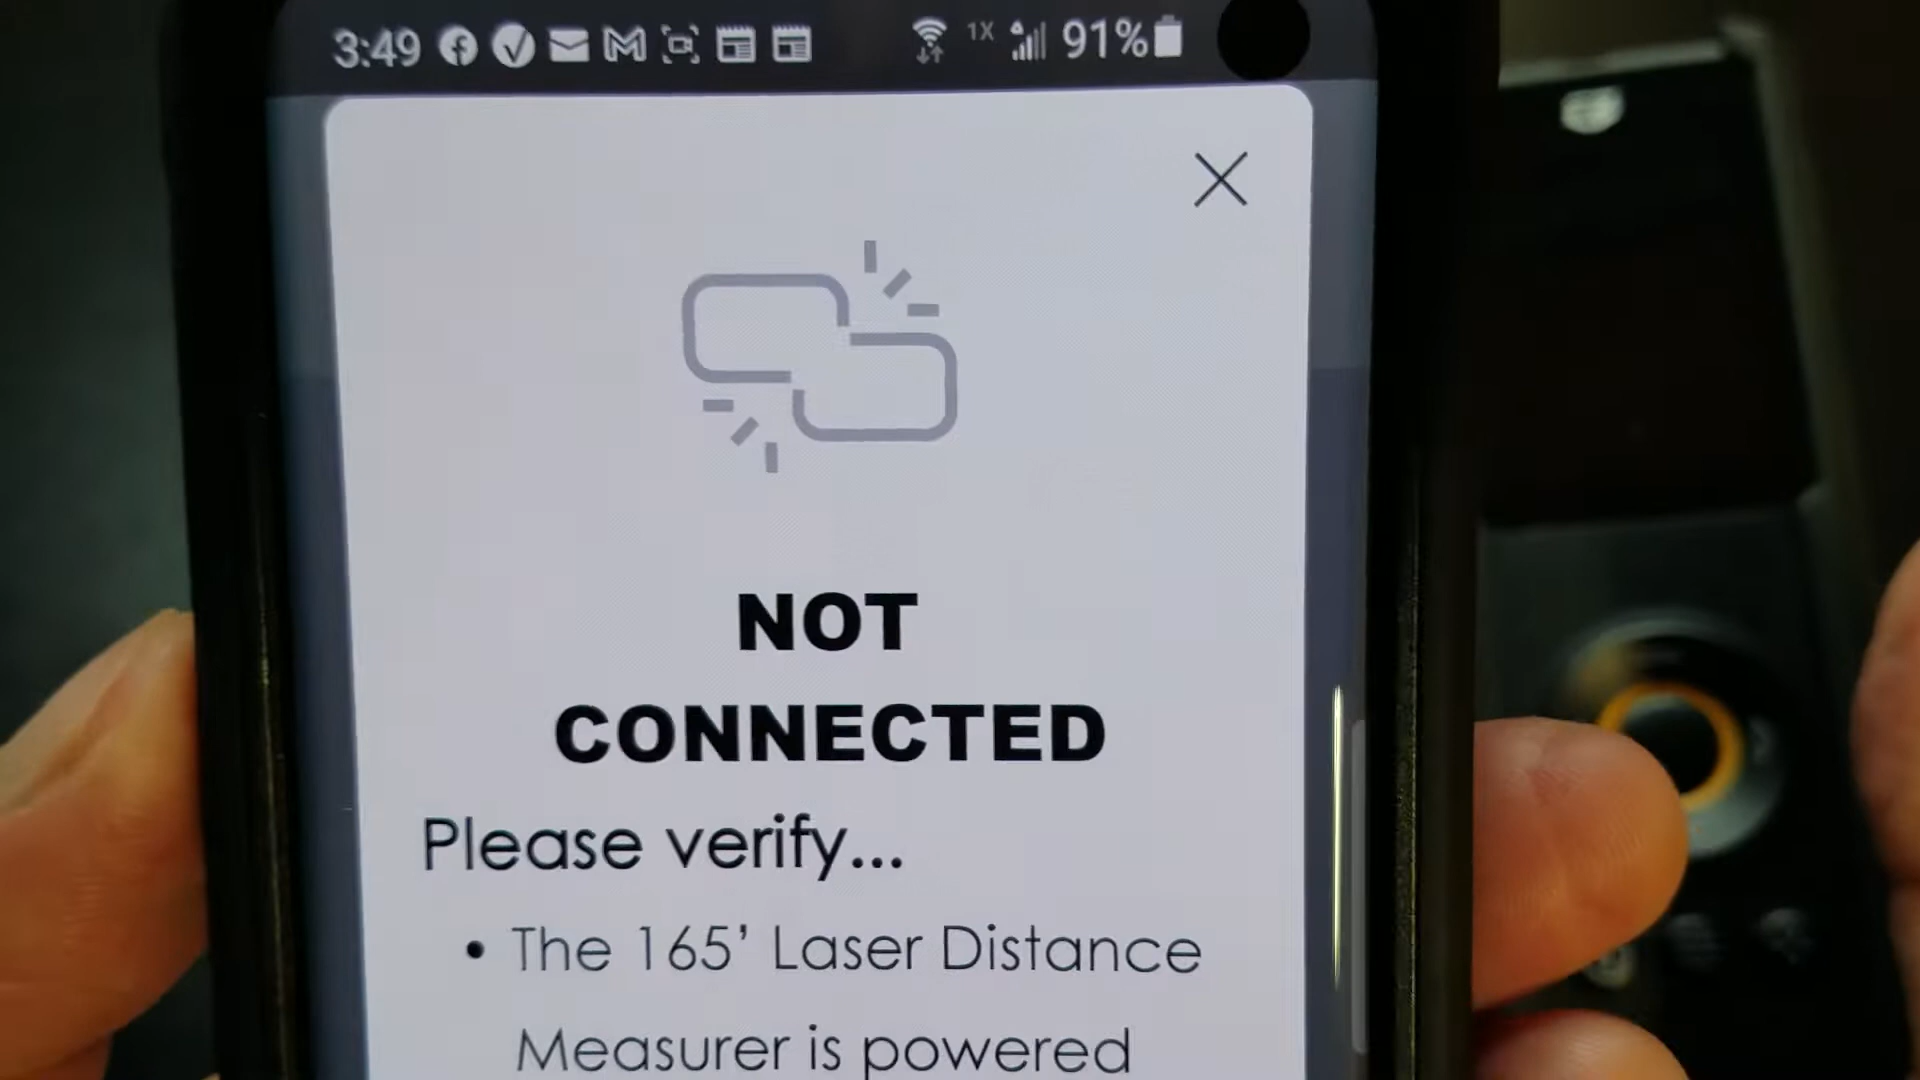 3:49 1X 91%
NOT
CONNECTED
Please verify...
• The 165’ Laser Distance
Measurer is powered